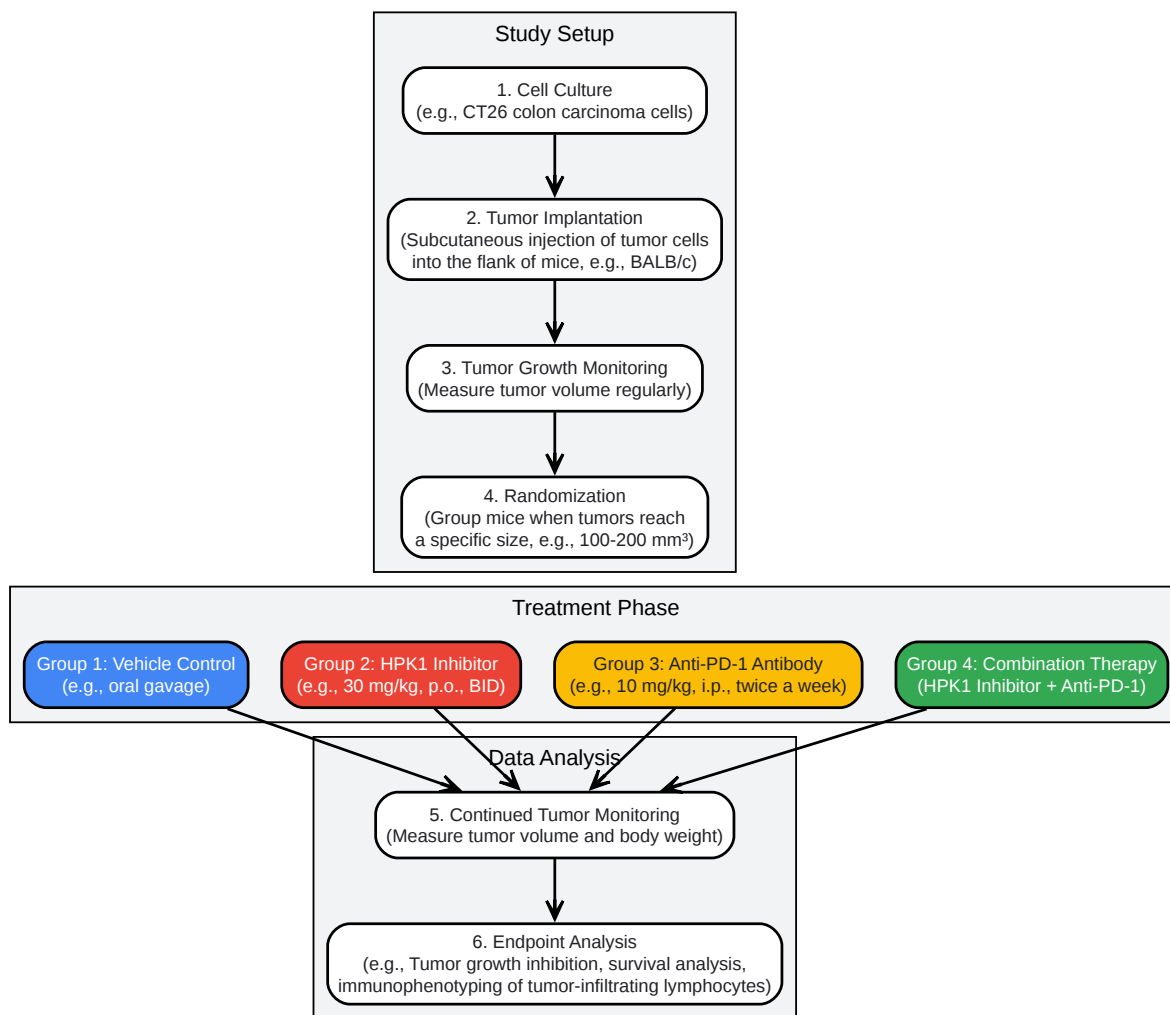 Study Setup
1. Cell Culture
(e.g., CT26 colon carcinoma cells)
2. Tumor Implantation
(Subcutaneous injection of tumor cells
into the flank of mice, e.g., BALB/c)
3. Tumor Growth Monitoring
(Measure tumor volume regularly)
4. Randomization
(Group mice when tumors reach
a specific size, e.g., 100-200 mm³)
Treatment Phase
Group 1: Vehicle Control
(e.g., oral gavage)
Group 2: HPK1 Inhibitor
(e.g., 30 mg/kg, p.o., BID)
Group 3: Anti-PD-1 Antibody
(e.g., 10 mg/kg, i.p., twice a week)
Group 4: Combination Therapy
(HPK1 Inhibitor + Anti-PD-1)
Data Analysis
5. Continued Tumor Monitoring
(Measure tumor volume and body weight)
6. Endpoint Analysis
(e.g., Tumor growth inhibition, survival analysis,
immunophenotyping of tumor-infiltrating lymphocytes)